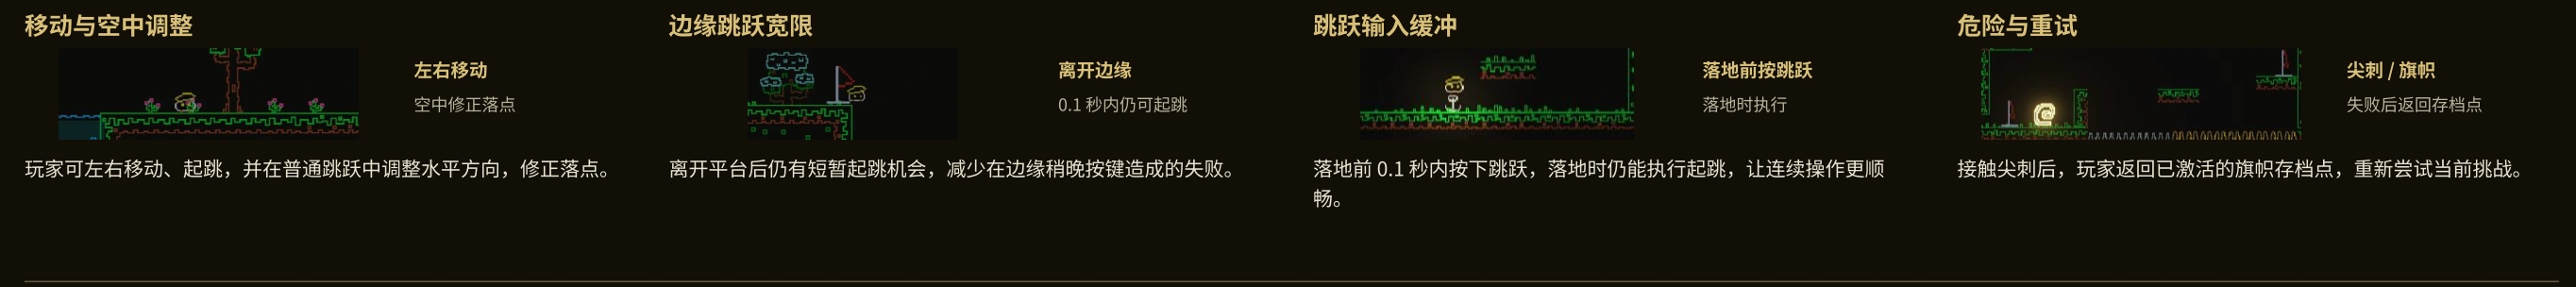 移动与空中调整
左右移动
空中修正落点
玩家可左右移动、起跳，并在普通跳跃中调整水平方向，修正落点。
边缘跳跃宽限
离开边缘
0.1 秒内仍可起跳
离开平台后仍有短暂起跳机会，减少在边缘稍晚按键造成的失败。
跳跃输入缓冲
落地前按跳跃
落地时执行
落地前 0.1 秒内按下跳跃，落地时仍能执行起跳，让连续操作更顺
畅。
危险与重试
尖刺 / 旗帜
失败后返回存档点
接触尖刺后，玩家返回已激活的旗帜存档点，重新尝试当前挑战。